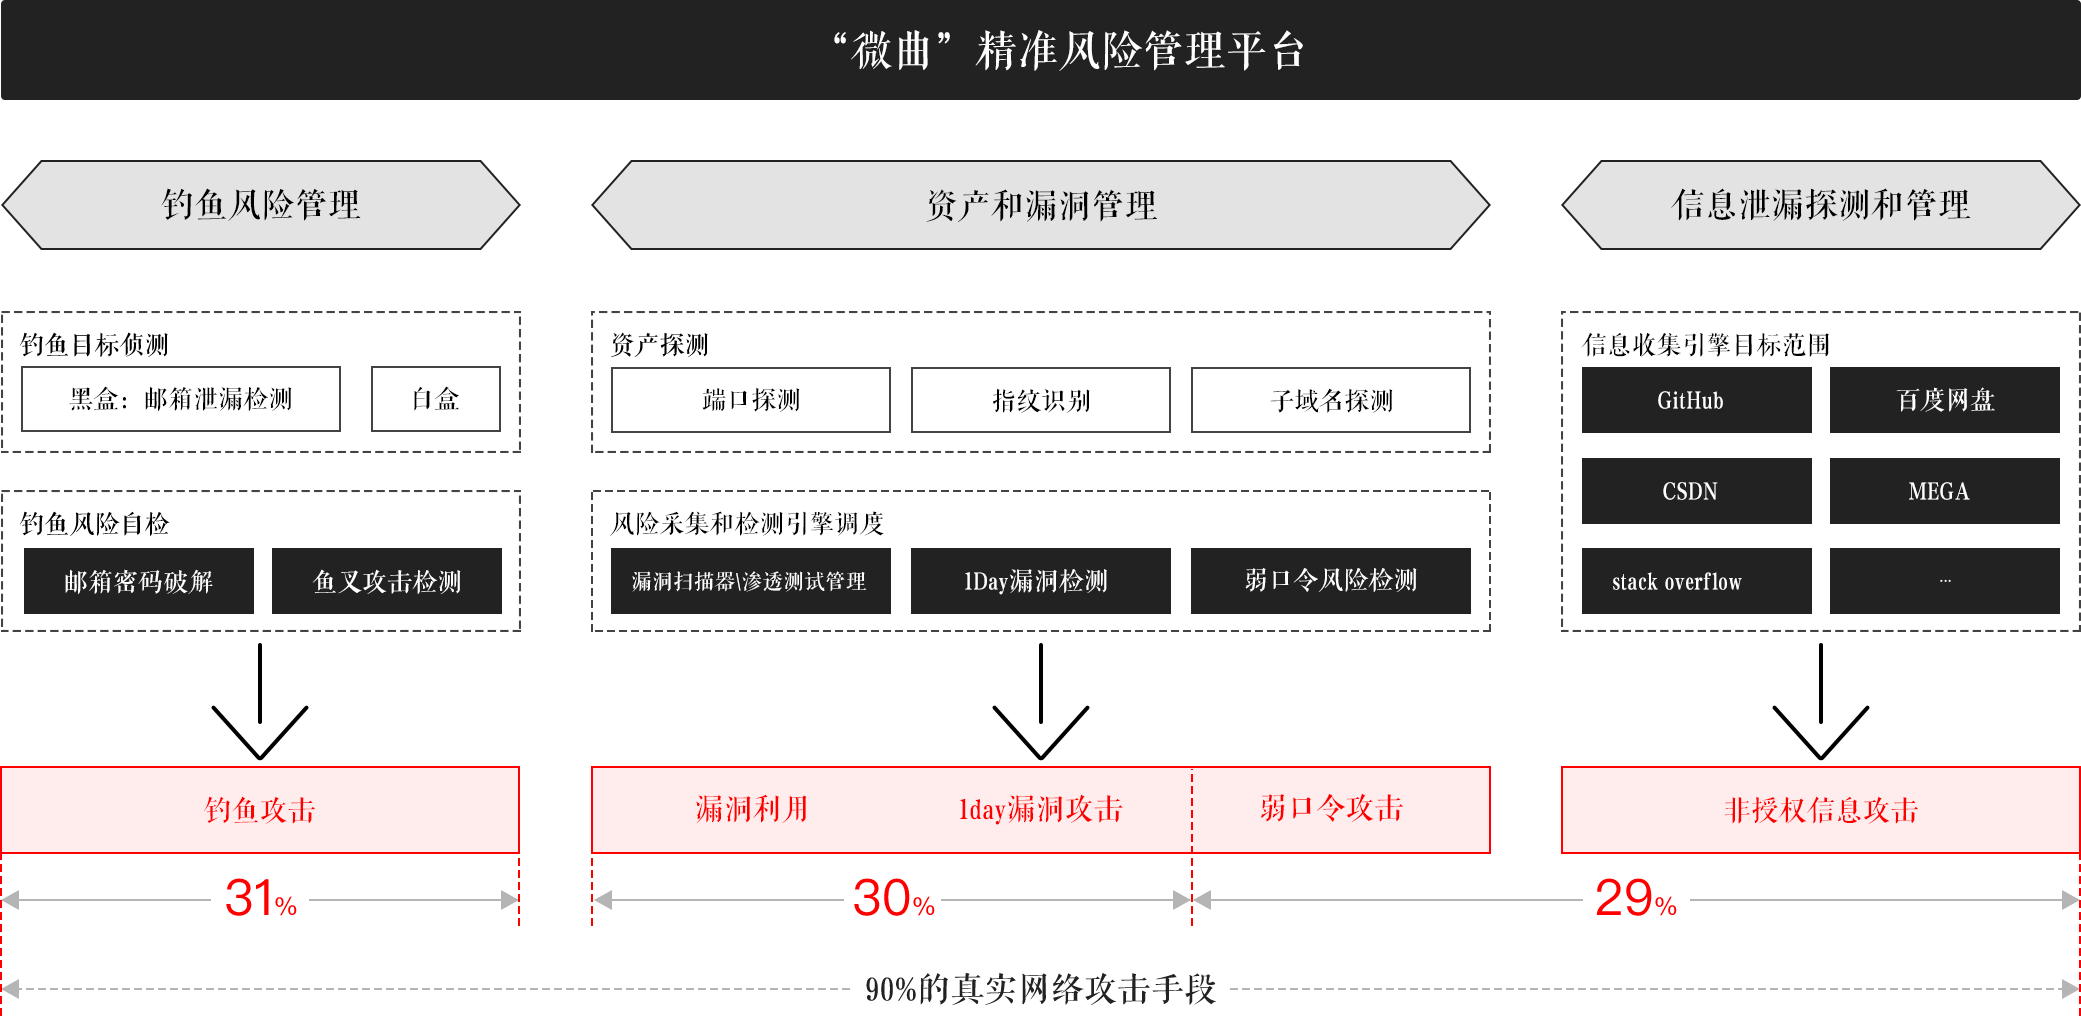 “微曲”精准风险管理平台
钓鱼风险管理
资产和漏洞管理
信息泄漏探测和管理
钓鱼目标侦测
黑盒：邮箱泄漏检测
白盒
资产探测
端口探测
指纹识别
子域名探测
信息收集引擎目标范围
GitHub
百度网盘
CSDN
MEGA
stack overflow
...
钓鱼风险自检
邮箱密码破解
鱼叉攻击检测
风险采集和检测引擎调度
漏洞扫描器\渗透测试管理
1Day漏洞检测
弱口令风险检测
钓鱼攻击
漏洞利用
1day漏洞攻击
弱口令攻击
非授权信息攻击
31%
30%
29%
90%的真实网络攻击手段